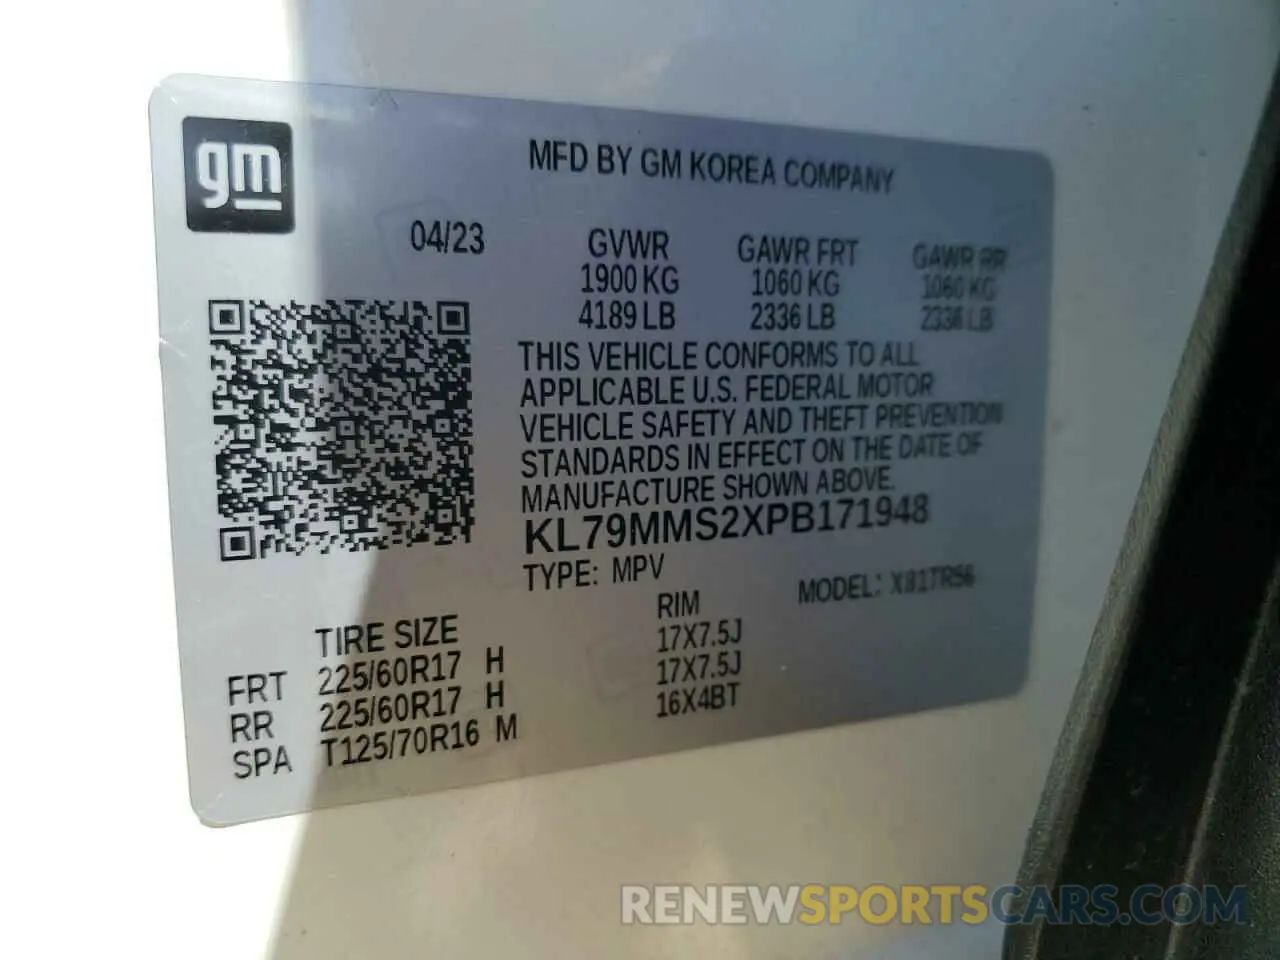 gm
MFD BY GM KOREA COMPANY
04/23
GVWR GAWR FRT GAWR RR
1900 KG 1060 KG 1060 KG
4189 LB 2336 LB 2336 LB
THIS VEHICLE CONFORMS TO ALL
APPLICABLE U.S. FEDERAL MOTOR
VEHICLE SAFETY AND THEFT PREVENTION
STANDARDS IN EFFECT ON THE DATE OF
MANUFACTURE SHOWN ABOVE.
KL79MMS2XPB171948
TYPE: MPV MODEL:
TIRE SIZE RIM
FRT 225/60R17 H 17X7.5J
RR 225/60R17 H 17X7.5J
SPA T125/70R16 M 16X4BT
RENEWSPORTSCARS.COM